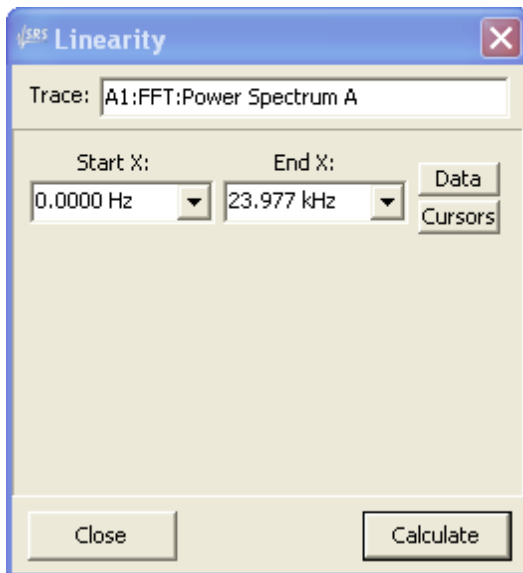 SRS Linearity
Trace: A1:FFT:Power Spectrum A
Start X: End X:
0.0000 Hz 23.977 kHz Data
Cursors
Close Calculate